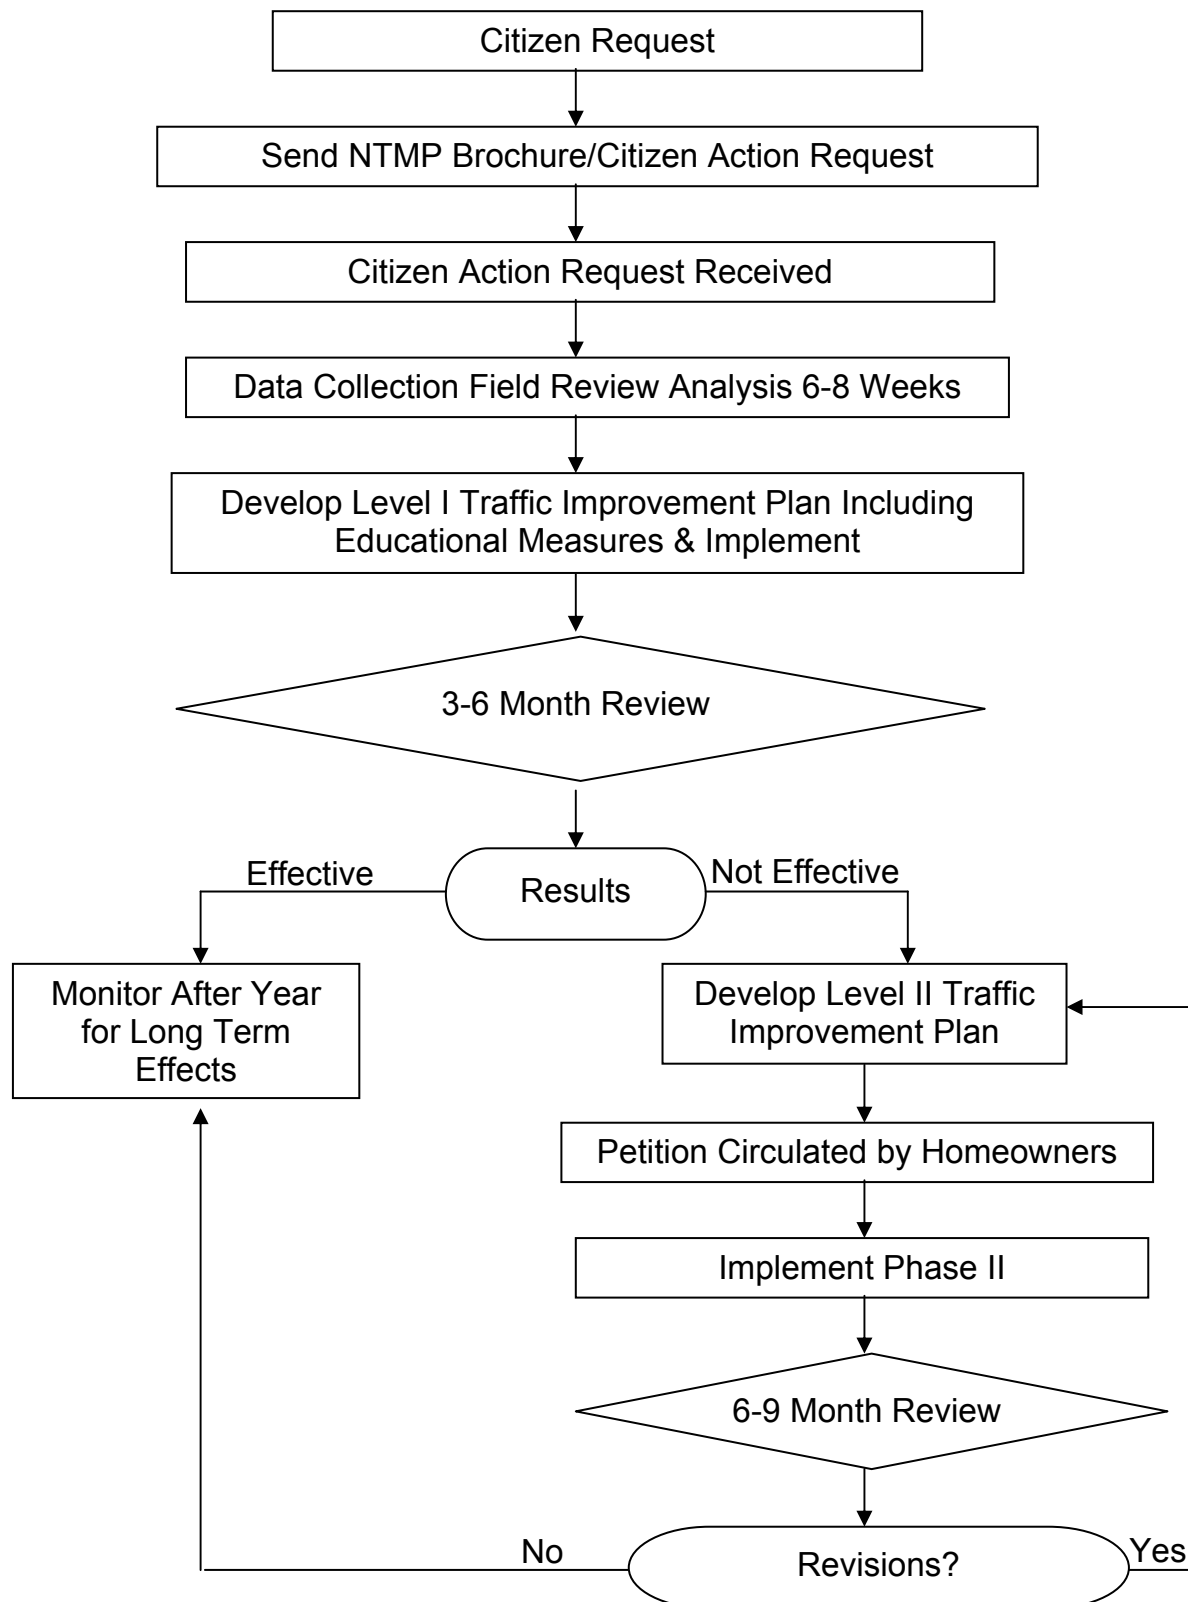 Citizen Request
Send NTMP Brochure/Citizen Action Request
Citizen Action Request Received
Data Collection Field Review Analysis 6-8 Weeks
Develop Level I Traffic Improvement Plan Including
Educational Measures & Implement
3-6 Month Review
Effective
Results
Not Effective
Monitor After Year
for Long Term
Effects
Develop Level II Traffic
Improvement Plan
Petition Circulated by Homeowners
Implement Phase II
6-9 Month Review
No
Revisions?
Yes